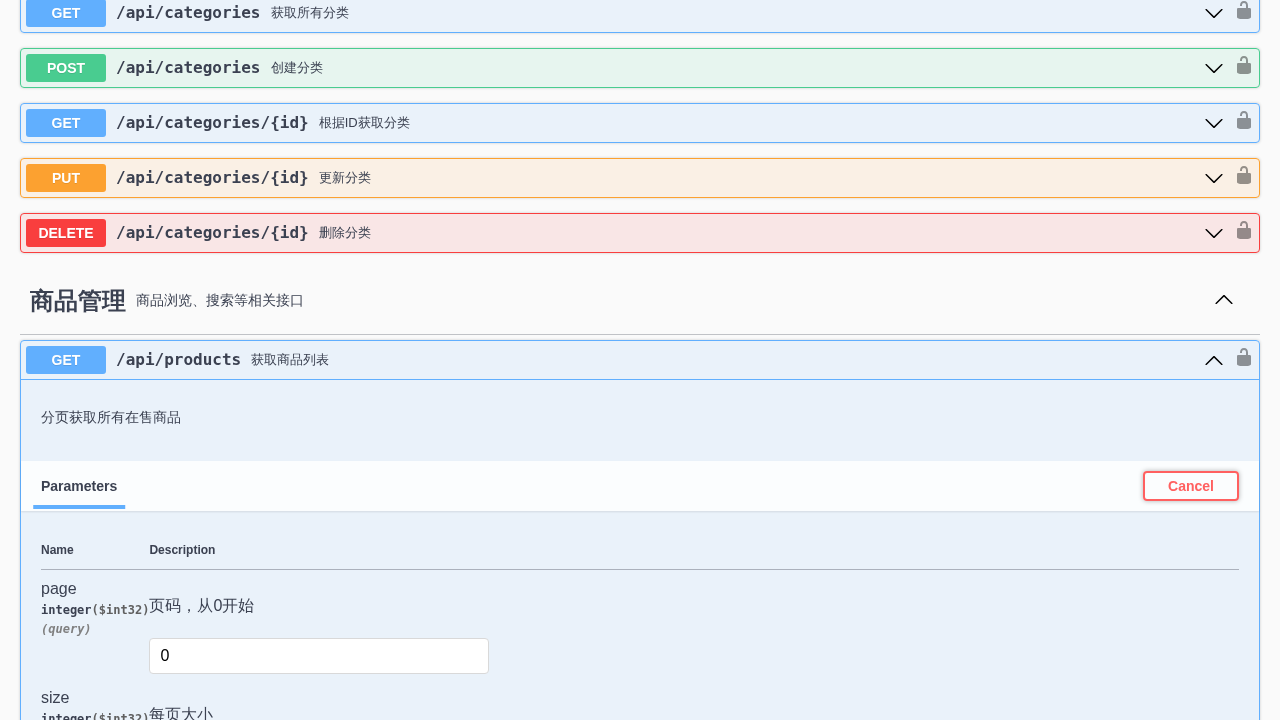 GET /api/categories 获取所有分类
POST /api/categories 创建分类
GET /api/categories/{id} 根据ID获取分类
PUT /api/categories/{id} 更新分类
DELETE /api/categories/{id} 删除分类
商品管理 商品浏览、搜索等相关接口
GET /api/products 获取商品列表
分页获取所有在售商品
Parameters Cancel
Name Description
page
integer($int32) 页码，从0开始
(query)
0
size
integer($int32) 每页大小